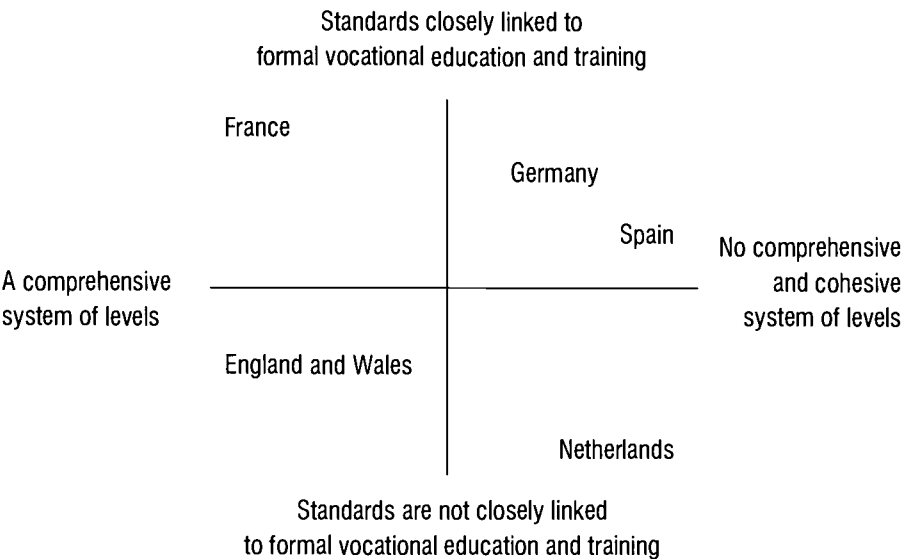 Standards closely linked to
formal vocational education and training
France
Germany
Spain
No comprehensive
and cohesive
system of levels
A comprehensive
system of levels
England and Wales
Netherlands
Standards are not closely linked
to formal vocational education and training